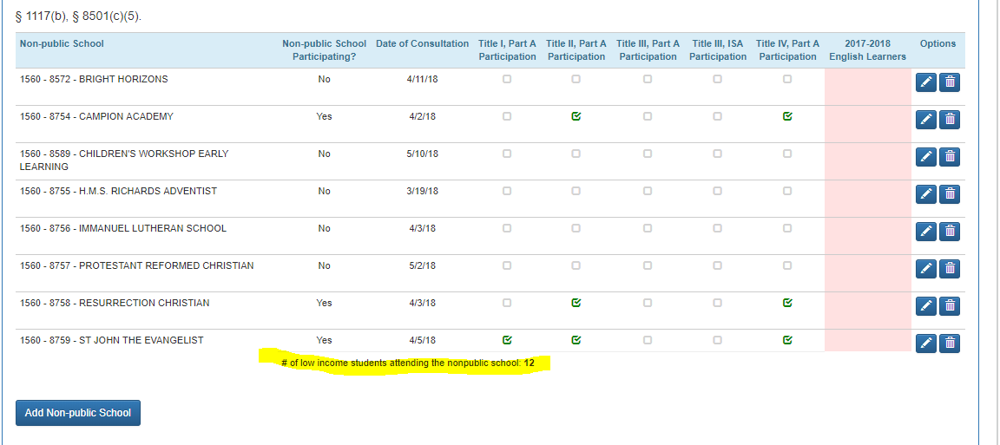 § 1117(b), § 8501(c)(5).
Non-public School Non-public School Date of Consultation Title I, Part A Title II, Part A Title III, Part A Title III, ISA Title IV, Part A 2017-2018 Options
Participating? Participation Participation Participation Participation Participation English Learners
1560 - 8572 - BRIGHT HORIZONS No 4/11/18
1560 - 8754 - CAMPION ACADEMY Yes 4/2/18
1560 - 8589 - CHILDREN'S WORKSHOP EARLY No 5/10/18
LEARNING
1560 - 8755 - H.M.S. RICHARDS ADVENTIST No 3/19/18
1560 - 8756 - IMMANUEL LUTHERAN SCHOOL No 4/3/18
1560 - 8757 - PROTESTANT REFORMED CHRISTIAN No 5/2/18
1560 - 8758 - RESURRECTION CHRISTIAN Yes 4/3/18
1560 - 8759 - ST JOHN THE EVANGELIST Yes 4/5/18
# of low income students attending the nonpublic school: 12
Add Non-public School